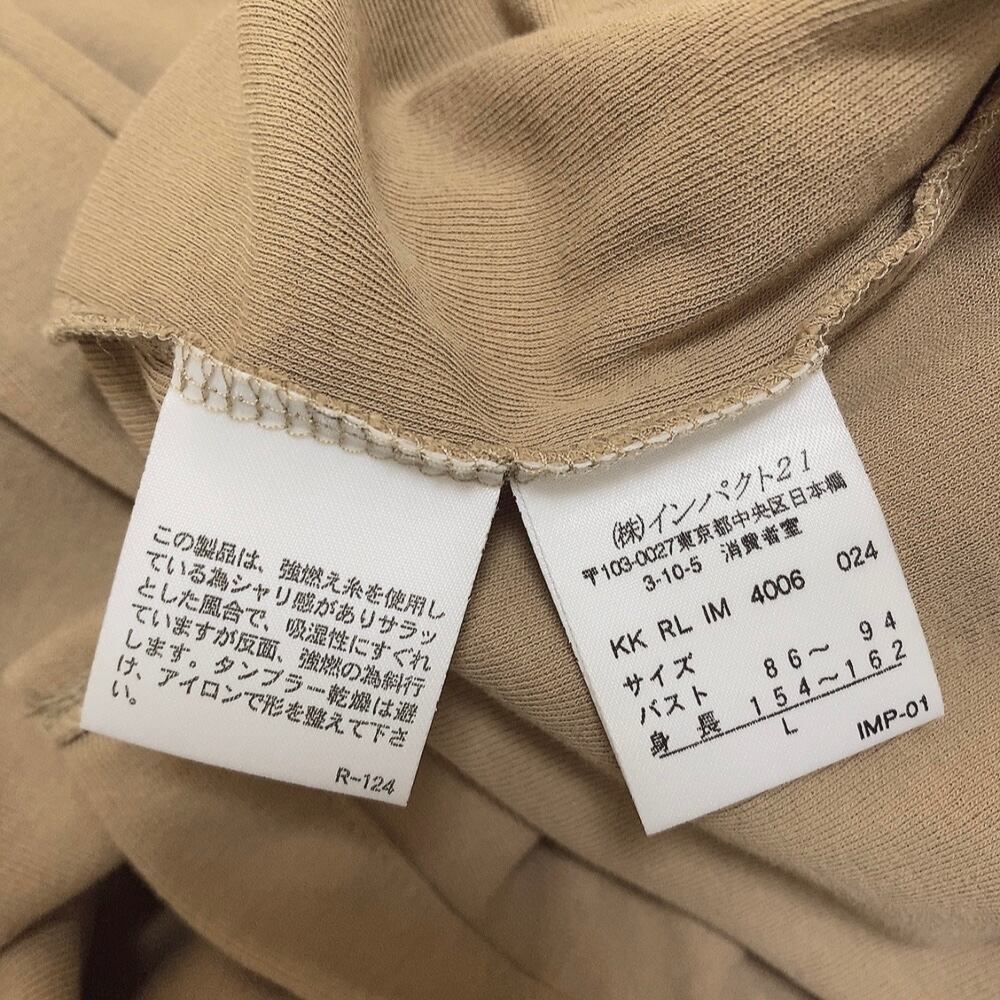 この製品は、強燃え糸を使用し
ている為シャリ感がありサラッ
とした風合で、吸湿性にすぐれ
ていますが反面、強燃の為斜行
します。タンブラー乾燥は避
け、アイロンで形を整えて下さ
い。
R-124
(株)インパクト21
〒103-0027東京都中央区日本橋
3-10-5 消費者室
KK RL IM 4006 024
サイズ
バスト 86～94
身長 154～162
L
IMP-01